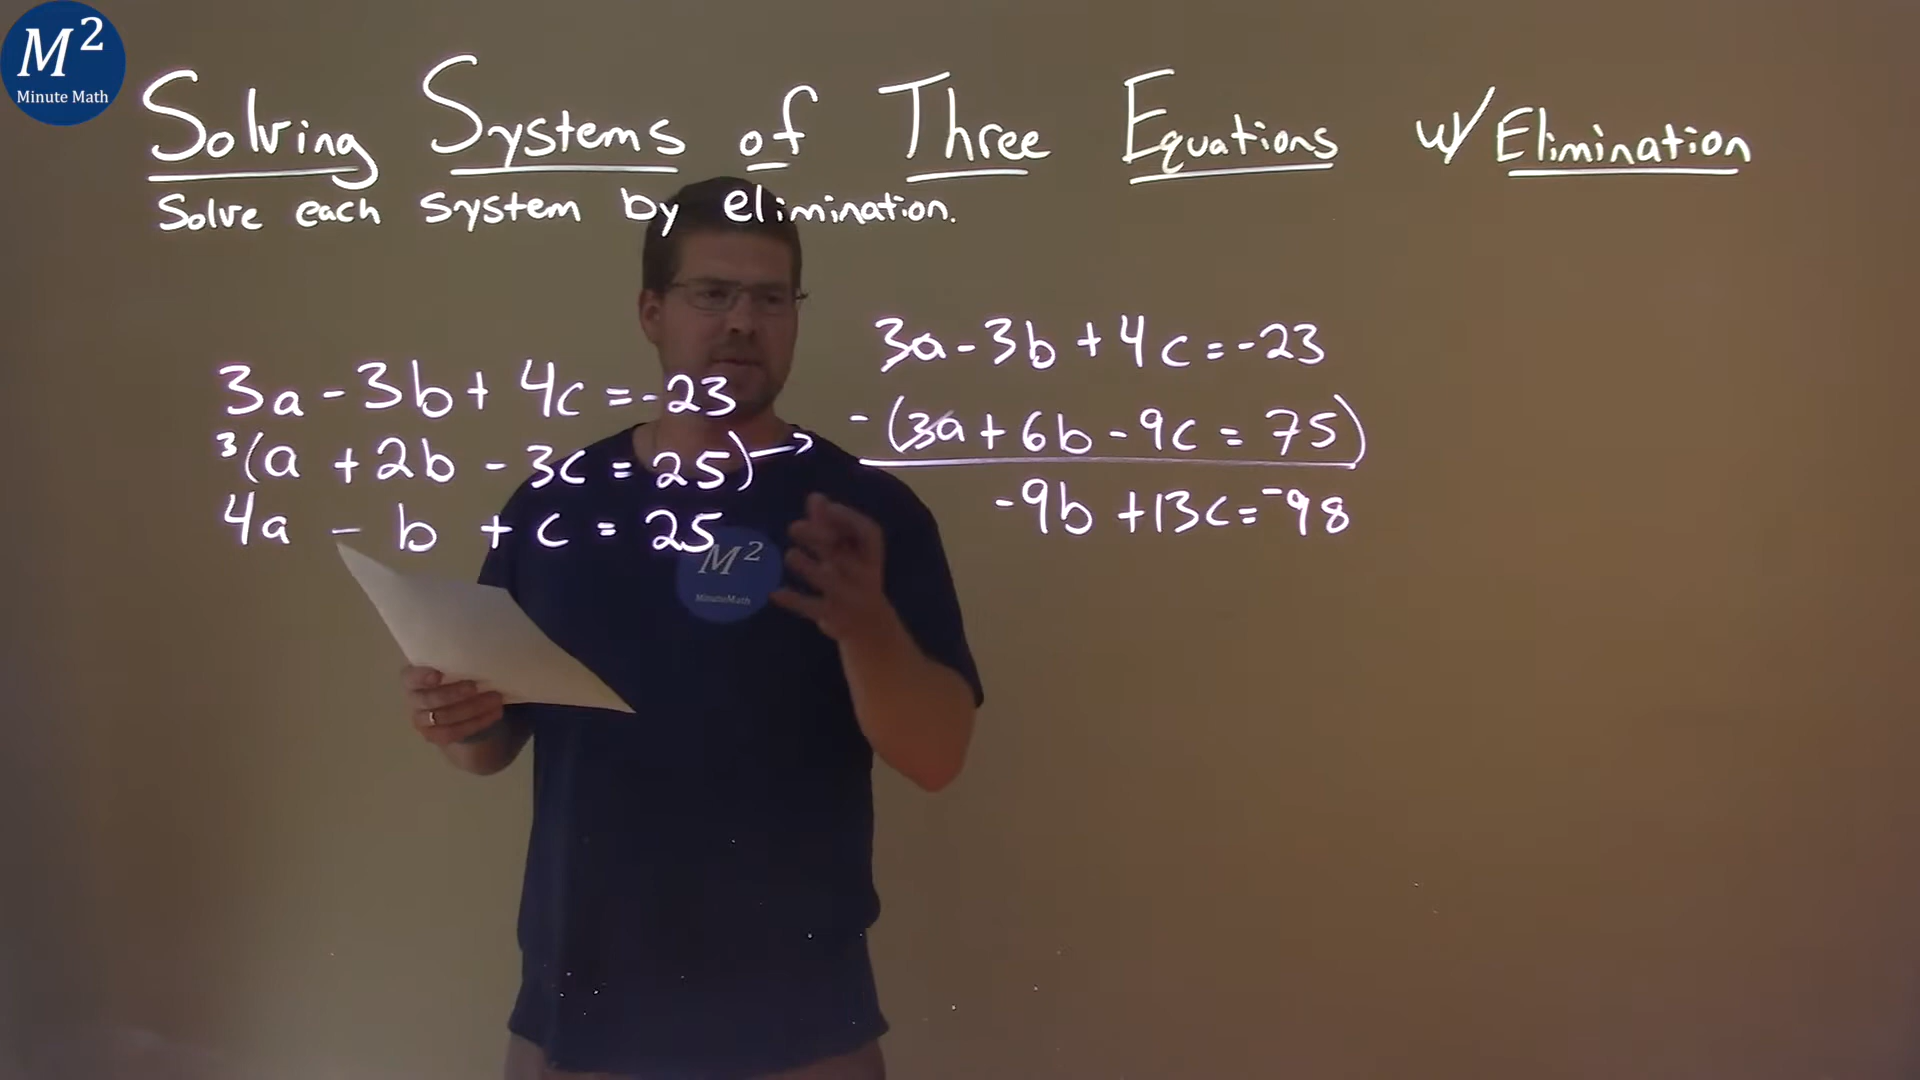 M²
Minute Math
Solving Systems of Three Equations w/ Elimination
Solve each system by elimination.
3a - 3b + 4c = -23
3(a + 2b - 3c = 25) →
4a - b + c = 25
3a - 3b + 4c = -23
-(3a + 6b - 9c = 75)
-9b + 13c = -98
M²
MinuteMath